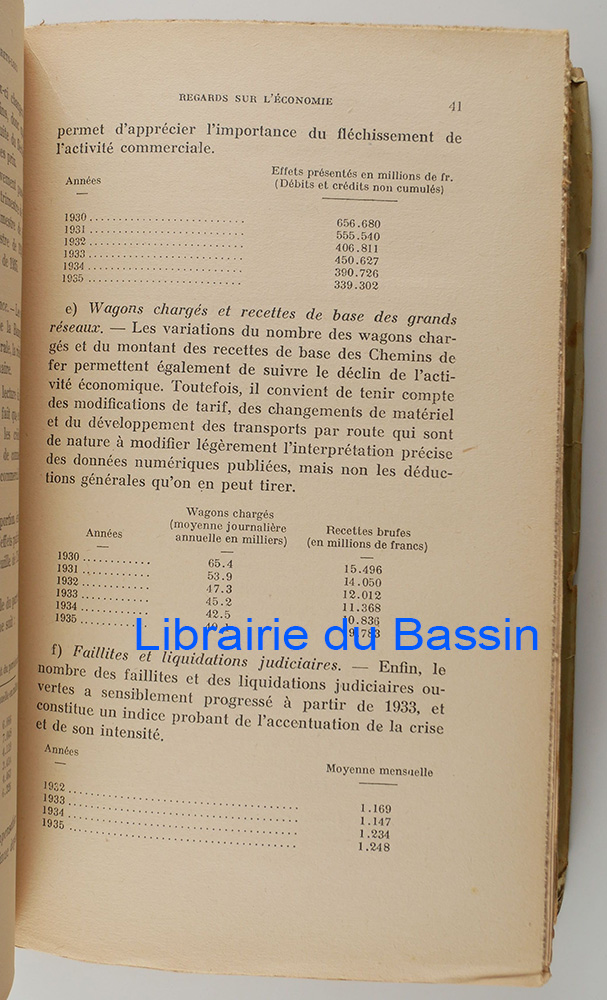 REGARDS SUR L'ÉCONOMIE 41
permet d'apprécier l'importance du fléchissement de
l'activité commerciale.
Années Effets présentés en millions de fr.
(Débits et crédits non cumulés)
1930 656.680
1931 555.540
1932 406.811
1933 450.627
1934 390.726
1935 339.302
e) Wagons chargés et recettes de base des grands
réseaux. — Les variations du nombre des wagons char-
gés et du montant des recettes de base des Chemins de
fer permettent également de suivre le déclin de l'acti-
vité économique. Toutefois, il convient de tenir compte
des modifications de tarif, des changements de matériel
et du développement des transports par route qui sont
de nature à modifier légèrement l'interprétation précise
des données numériques publiées, mais non les déduc-
tions générales qu'on en peut tirer.
Années Wagons chargés
(moyenne journalière
annuelle en milliers) Recettes brutes
(en millions de francs)
1930 65.4 15.496
1931 53.9 14.050
1932 47.3 12.012
1933 45.2 11.368
1934 42.5 10.836
1935 9.783
Librairie du Bassin
f) Faillites et liquidations judiciaires. — Enfin, le
nombre des faillites et des liquidations judiciaires ou-
vertes a sensiblement progressé à partir de 1933, et
constitue un indice probant de l'accentuation de la crise
et de son intensité.
Années Moyenne mensuelle
1932 1.169
1933 1.147
1934 1.234
1935 1.248